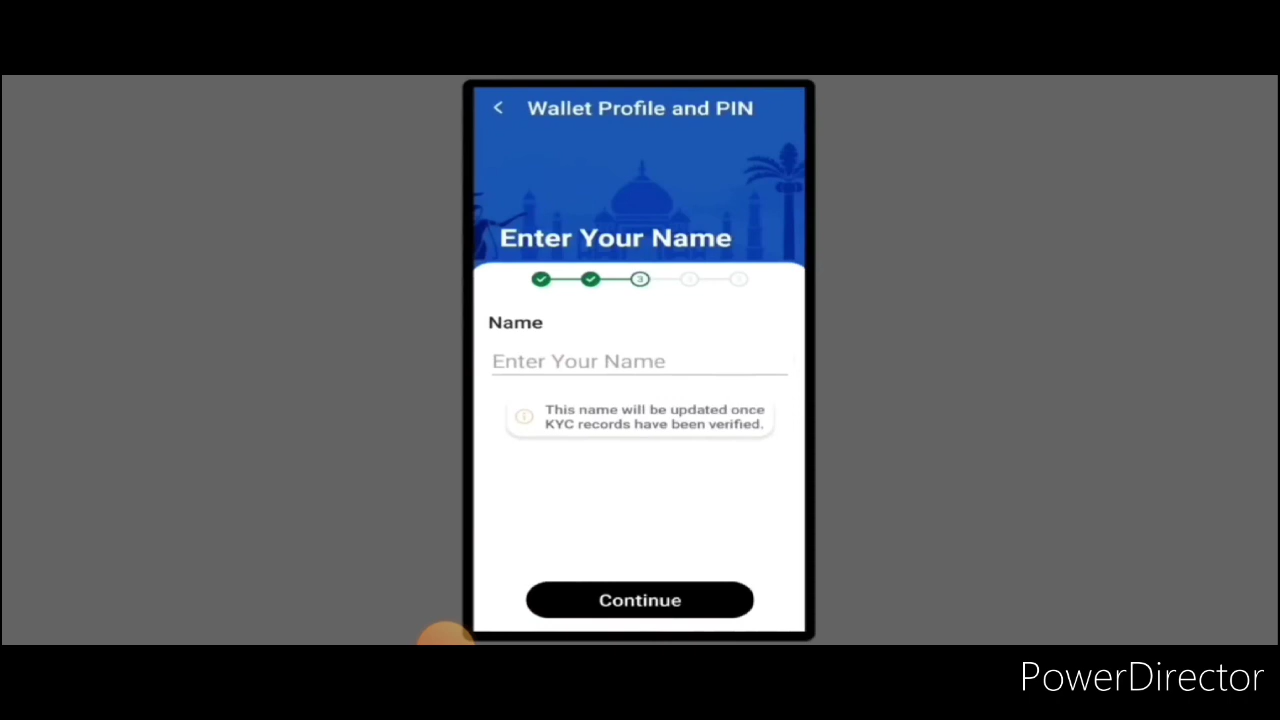 Wallet Profile and PIN
Enter Your Name
3
Name
Enter Your Name
This name will be updated once
KYC records have been verified.
Continue
PowerDirector